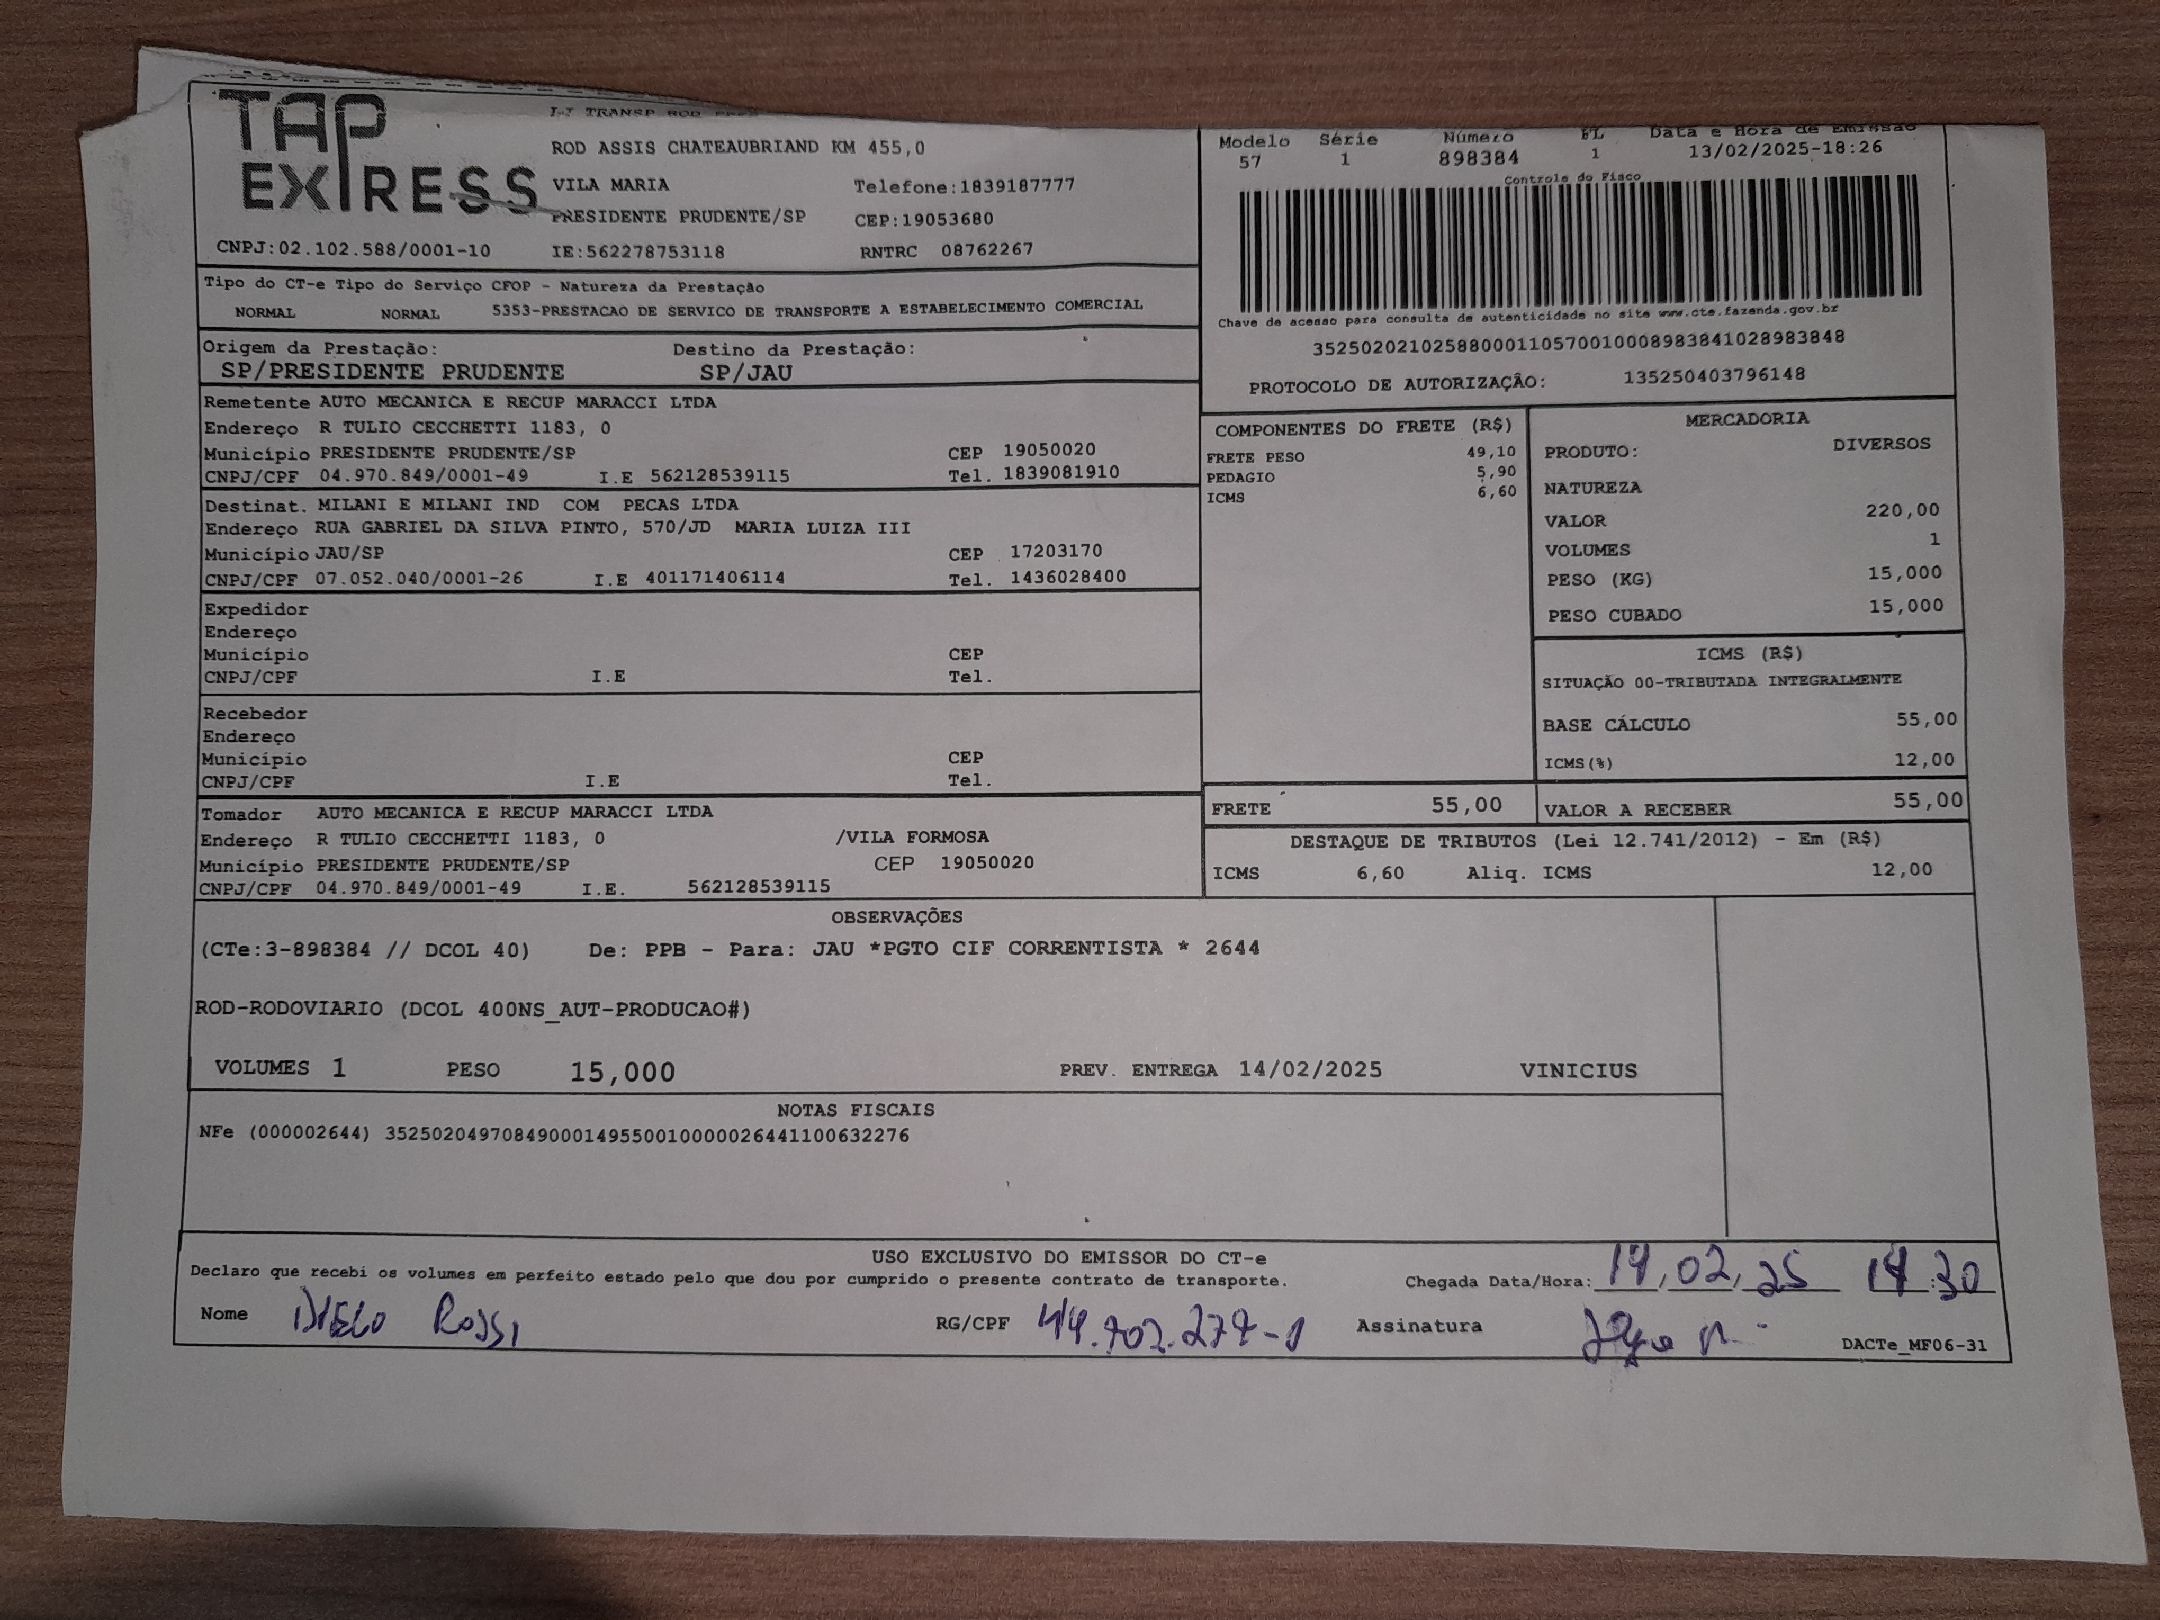 TAP
EXPRESS
ROD ASSIS CHATEAUBRIAND KM 455,0
VILA MARIA Telefone:1839187777
PRESIDENTE PRUDENTE/SP CEP:19053680
CNPJ:02.102.588/0001-10 IE:562278753118 RNTRC 08762267
Modelo Série Número FL Data e Hora de Emissão
57 1 898384 1 13/02/2025-18:26
Controle do Fisco
Chave de acesso para consulta de autenticidade no site www.cte.fazenda.gov.br
35250202102588000110570010008983841028983848
PROTOCOLO DE AUTORIZAÇÃO: 135250403796148
Tipo do CT-e Tipo do Serviço CFOP - Natureza da Prestação
NORMAL NORMAL 5353-PRESTACAO DE SERVICO DE TRANSPORTE A ESTABELECIMENTO COMERCIAL
Origem da Prestação: Destino da Prestação:
SP/PRESIDENTE PRUDENTE SP/JAU
Remetente AUTO MECANICA E RECUP MARACCI LTDA
Endereço R TULIO CECCHETTI 1183, 0
Município PRESIDENTE PRUDENTE/SP CEP 19050020
CNPJ/CPF 04.970.849/0001-49 I.E 562128539115 Tel. 1839081910
Destinat. MILANI E MILANI IND COM PECAS LTDA
Endereço RUA GABRIEL DA SILVA PINTO, 570/JD MARIA LUIZA III
Município JAU/SP CEP 17203170
CNPJ/CPF 07.052.040/0001-26 I.E 401171406114 Tel. 1436028400
Expedidor
Endereço
Município CEP
CNPJ/CPF I.E Tel.
Recebedor
Endereço
Município CEP
CNPJ/CPF I.E Tel.
Tomador AUTO MECANICA E RECUP MARACCI LTDA
Endereço R TULIO CECCHETTI 1183, 0 /VILA FORMOSA
Município PRESIDENTE PRUDENTE/SP CEP 19050020
CNPJ/CPF 04.970.849/0001-49 I.E. 562128539115
COMPONENTES DO FRETE (R$)
FRETE PESO 49,10
PEDAGIO 5,90
ICMS 6,60
MERCADORIA
PRODUTO: DIVERSOS
NATUREZA
VALOR 220,00
VOLUMES 1
PESO (KG) 15,000
PESO CUBADO 15,000
ICMS (R$)
SITUAÇÃO 00-TRIBUTADA INTEGRALMENTE
BASE CÁLCULO 55,00
ICMS(%) 12,00
FRETE 55,00 VALOR A RECEBER 55,00
DESTAQUE DE TRIBUTOS (Lei 12.741/2012) - Em (R$)
ICMS 6,60 Aliq. ICMS 12,00
OBSERVAÇÕES
(CTe:3-898384 // DCOL 40) De: PPB - Para: JAU *PGTO CIF CORRENTISTA * 2644
ROD-RODOVIARIO (DCOL 400NS_AUT-PRODUCAO#)
VOLUMES 1 PESO 15,000 PREV. ENTREGA 14/02/2025 VINICIUS
NOTAS FISCAIS
NFe (000002644) 35250204970849000149550010000026441100632276
USO EXCLUSIVO DO EMISSOR DO CT-e
Declaro que recebi os volumes em perfeito estado pelo que dou por cumprido o presente contrato de transporte. Chegada Data/Hora: 14,02,25 14:30
Nome DIEGO ROSSI RG/CPF Assinatura
DACTe_MF06-31